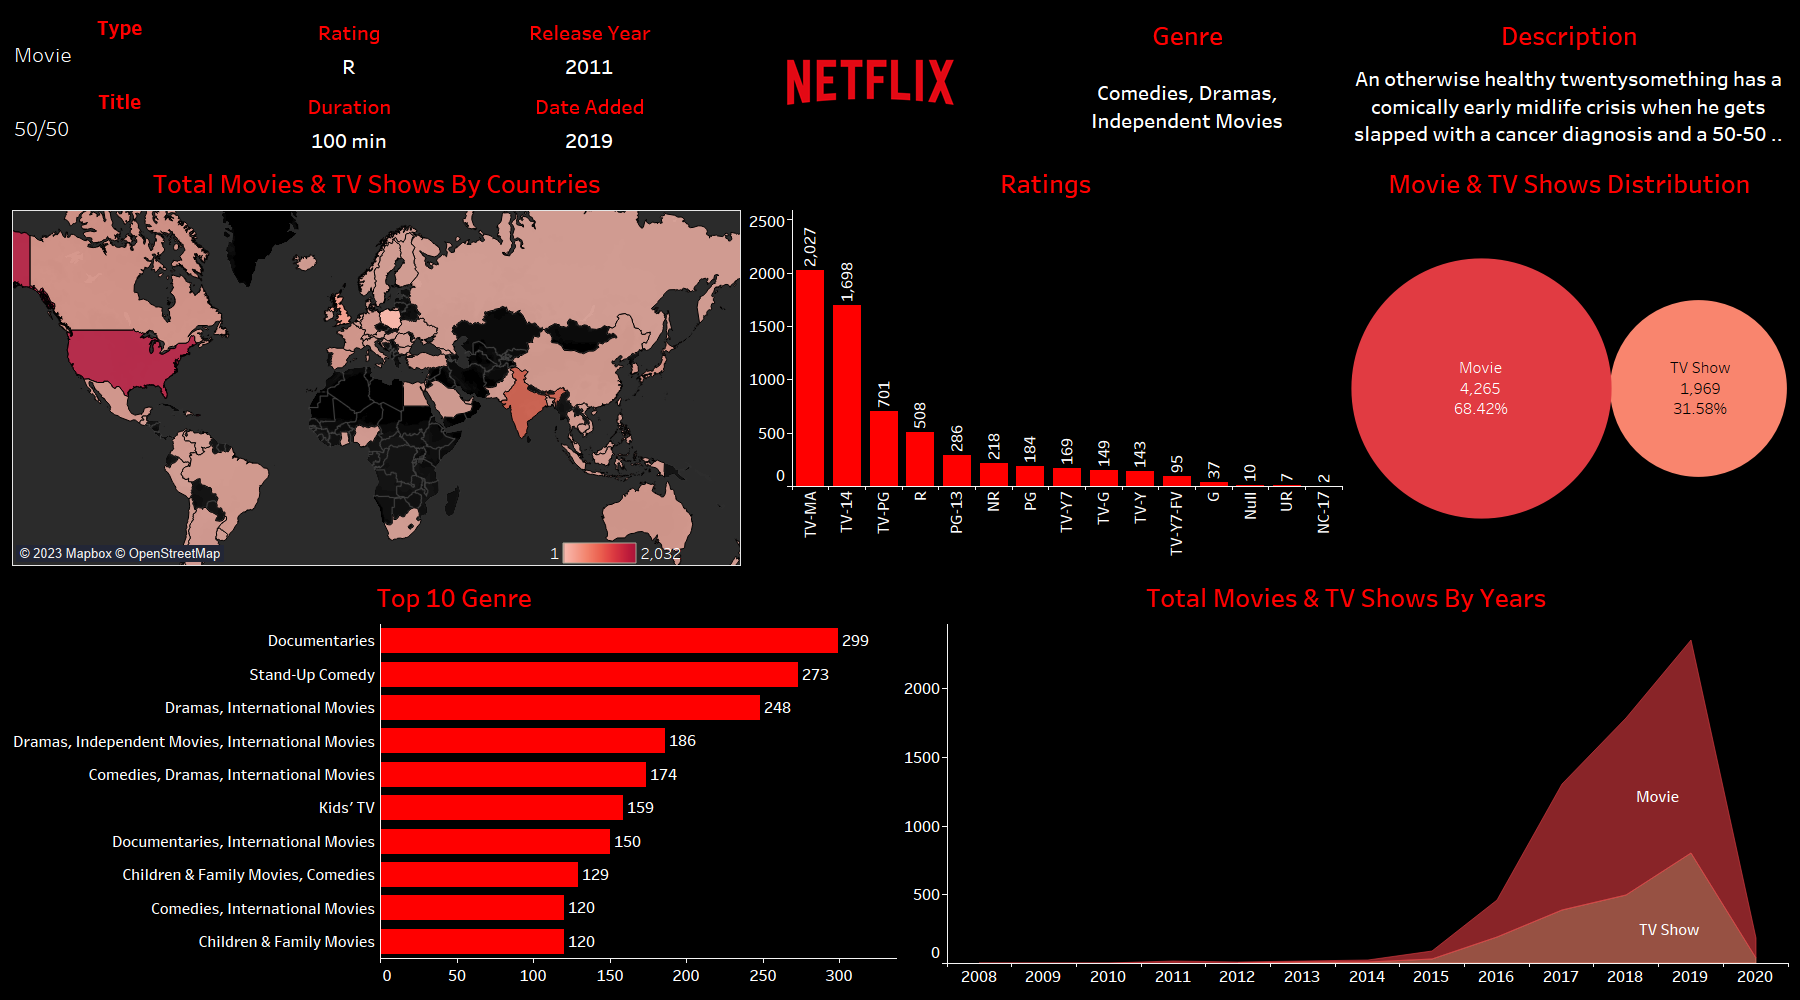 Type
Movie
Title
50/50
Rating
R
Duration
100 min
Release Year
2011
Date Added
2019
NETFLIX
Genre
Comedies, Dramas,
Independent Movies
Description
An otherwise healthy twentysomething has a
comically early midlife crisis when he gets
slapped with a cancer diagnosis and a 50-50 ..
Total Movies & TV Shows By Countries
© 2023 Mapbox © OpenStreetMap
1
2,032
Ratings
2500
2000
1500
1000
500
0
2,027
1,698
701
508
286
218
184
169
149
143
95
37
10
7
2
TV-MA
TV-14
TV-PG
R
PG-13
NR
PG
TV-Y7
TV-G
TV-Y
TV-Y7-FV
G
Null
UR
NC-17
Movie & TV Shows Distribution
Movie
4,265
68.42%
TV Show
1,969
31.58%
Top 10 Genre
Documentaries 299
Stand-Up Comedy 273
Dramas, International Movies 248
Dramas, Independent Movies, International Movies 186
Comedies, Dramas, International Movies 174
Kids' TV 159
Documentaries, International Movies 150
Children & Family Movies, Comedies 129
Comedies, International Movies 120
Children & Family Movies 120
0 50 100 150 200 250 300
Total Movies & TV Shows By Years
2000
1500
1000
500
0
Movie
TV Show
2008 2009 2010 2011 2012 2013 2014 2015 2016 2017 2018 2019 2020